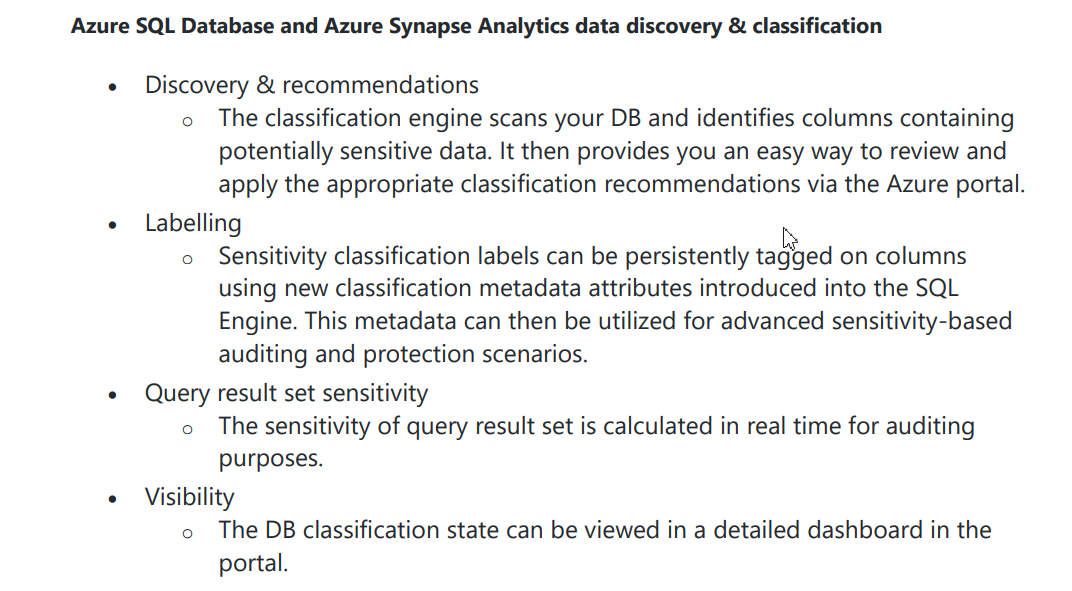 Azure SQL Database and Azure Synapse Analytics data discovery & classification
• Discovery & recommendations
o The classification engine scans your DB and identifies columns containing
potentially sensitive data. It then provides you an easy way to review and
apply the appropriate classification recommendations via the Azure portal.
• Labelling
o Sensitivity classification labels can be persistently tagged on columns
using new classification metadata attributes introduced into the SQL
Engine. This metadata can then be utilized for advanced sensitivity-based
auditing and protection scenarios.
• Query result set sensitivity
o The sensitivity of query result set is calculated in real time for auditing
purposes.
• Visibility
o The DB classification state can be viewed in a detailed dashboard in the
portal.